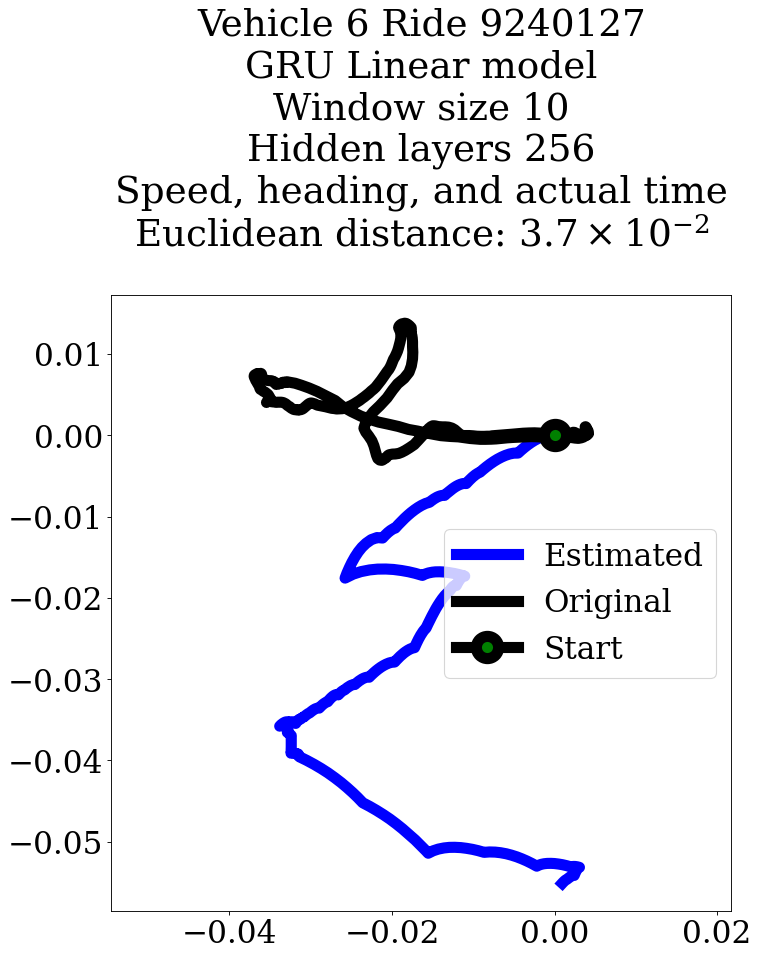 Vehicle 6 Ride 9240127
GRU Linear model
Window size 10
Hidden layers 256
Speed, heading, and actual time
Euclidean distance: 3.7 × 10⁻²
0.01
0.00
−0.01
−0.02
−0.03
−0.04
−0.05
Estimated
Original
Start
−0.04
−0.02
0.00
0.02